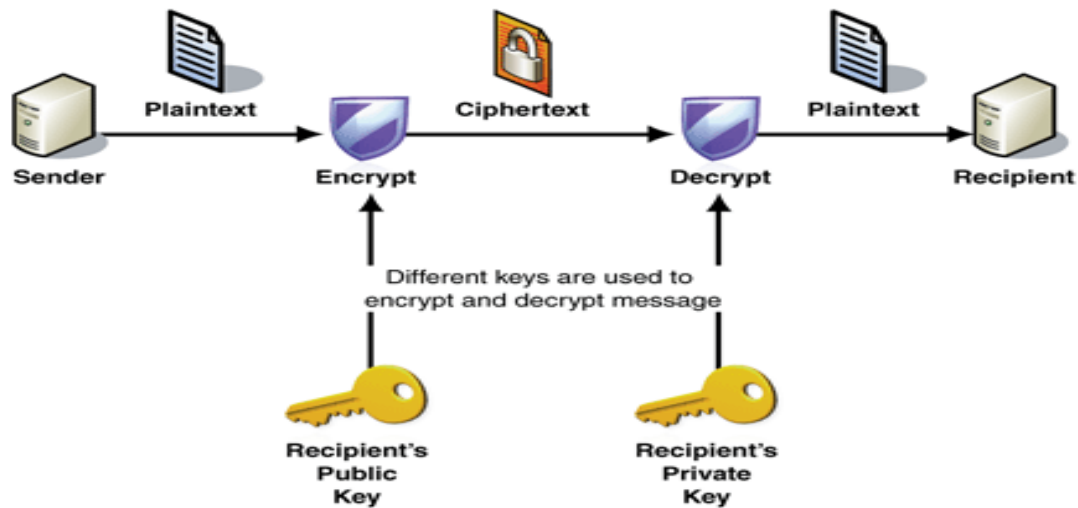 Plaintext
Ciphertext
Plaintext
Sender
Encrypt
Decrypt
Recipient
Different keys are used to
encrypt and decrypt message
Recipient's
Public
Key
Recipient's
Private
Key